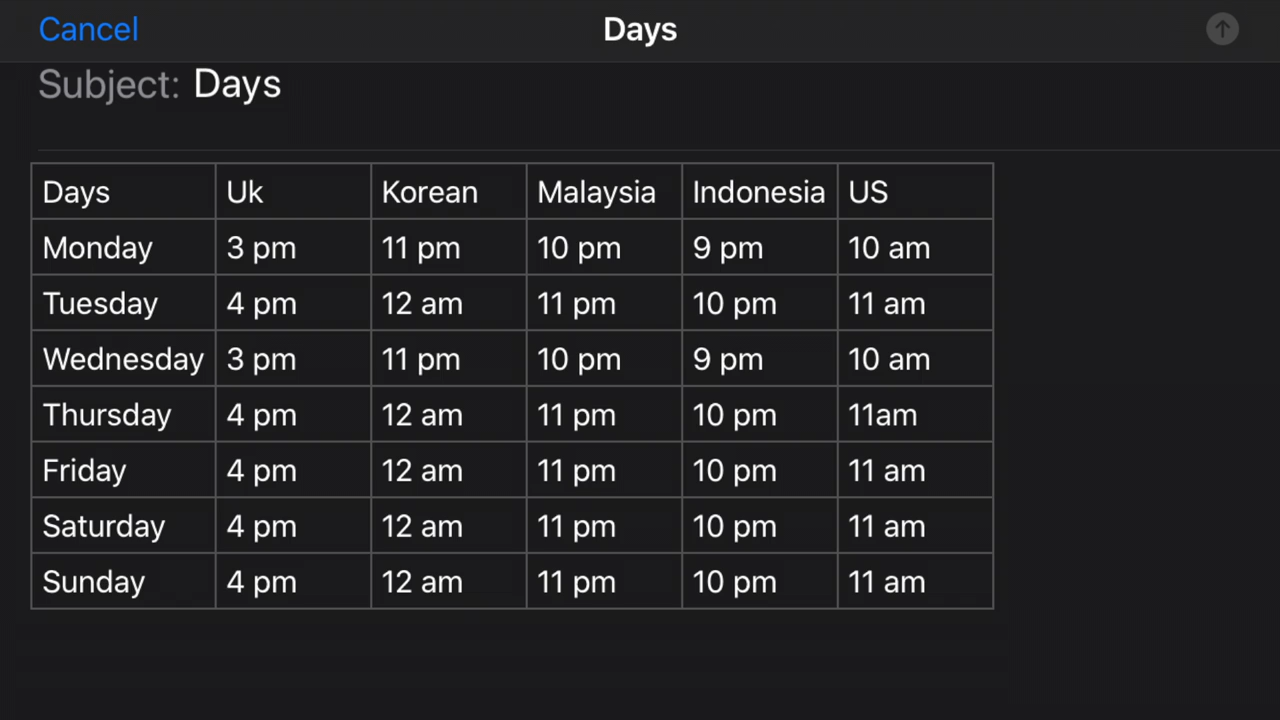 Cancel Days
Subject: Days
Days Uk Korean Malaysia Indonesia US
Monday 3 pm 11 pm 10 pm 9 pm 10 am
Tuesday 4 pm 12 am 11 pm 10 pm 11 am
Wednesday 3 pm 11 pm 10 pm 9 pm 10 am
Thursday 4 pm 12 am 11 pm 10 pm 11am
Friday 4 pm 12 am 11 pm 10 pm 11 am
Saturday 4 pm 12 am 11 pm 10 pm 11 am
Sunday 4 pm 12 am 11 pm 10 pm 11 am